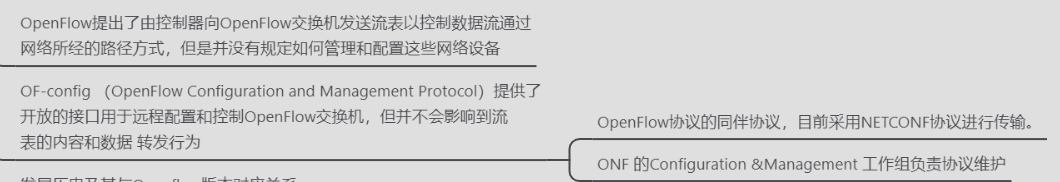 OpenFlow提出了由控制器向OpenFlow交换机发送流表以控制数据流通过
网络所经的路径方式，但是并没有规定如何管理和配置这些网络设备
OF-config （OpenFlow Configuration and Management Protocol）提供了
开放的接口用于远程配置和控制OpenFlow交换机，但并不会影响到流
表的内容和数据 转发行为
OpenFlow协议的同伴协议，目前采用NETCONF协议进行传输。
ONF 的Configuration &Management 工作组负责协议维护